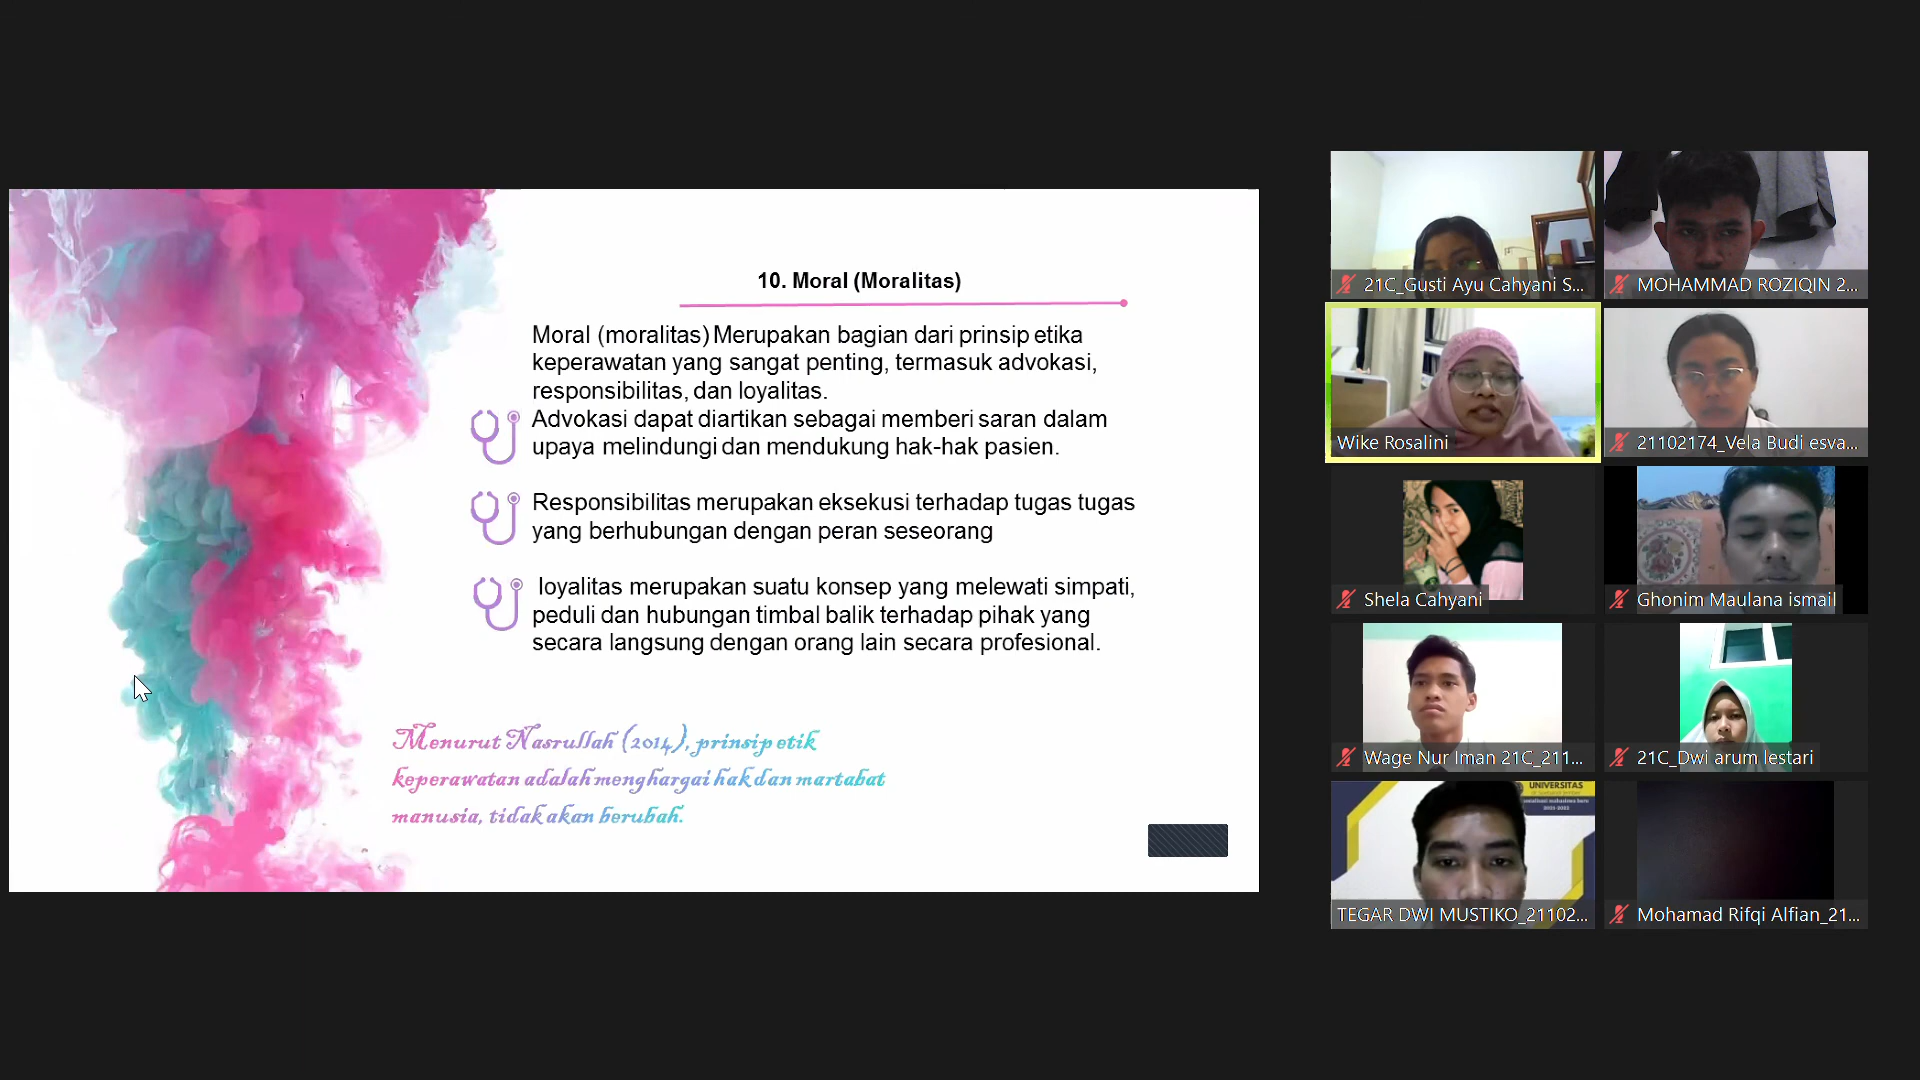 10. Moral (Moralitas)
Moral (moralitas) Merupakan bagian dari prinsip etika
keperawatan yang sangat penting, termasuk advokasi,
responsibilitas, dan loyalitas.
Advokasi dapat diartikan sebagai memberi saran dalam
upaya melindungi dan mendukung hak-hak pasien.
Responsibilitas merupakan eksekusi terhadap tugas tugas
yang berhubungan dengan peran seseorang
loyalitas merupakan suatu konsep yang melewati simpati,
peduli dan hubungan timbal balik terhadap pihak yang
secara langsung dengan orang lain secara profesional.
Menurut Nasrullah (2014), prinsip etik
keperawatan adalah menghargai hak dan martabat
manusia, tidak akan berubah.
21C_Gusti Ayu Cahyani S...
MOHAMMAD ROZIQIN 2...
Wike Rosalini
21102174_Vela Budi esva...
Shela Cahyani
Ghonim Maulana ismail
Wage Nur Iman 21C_211...
21C_Dwi arum lestari
UNIVERSITAS
TEGAR DWI MUSTIKO_21102...
Mohamad Rifqi Alfian_21...